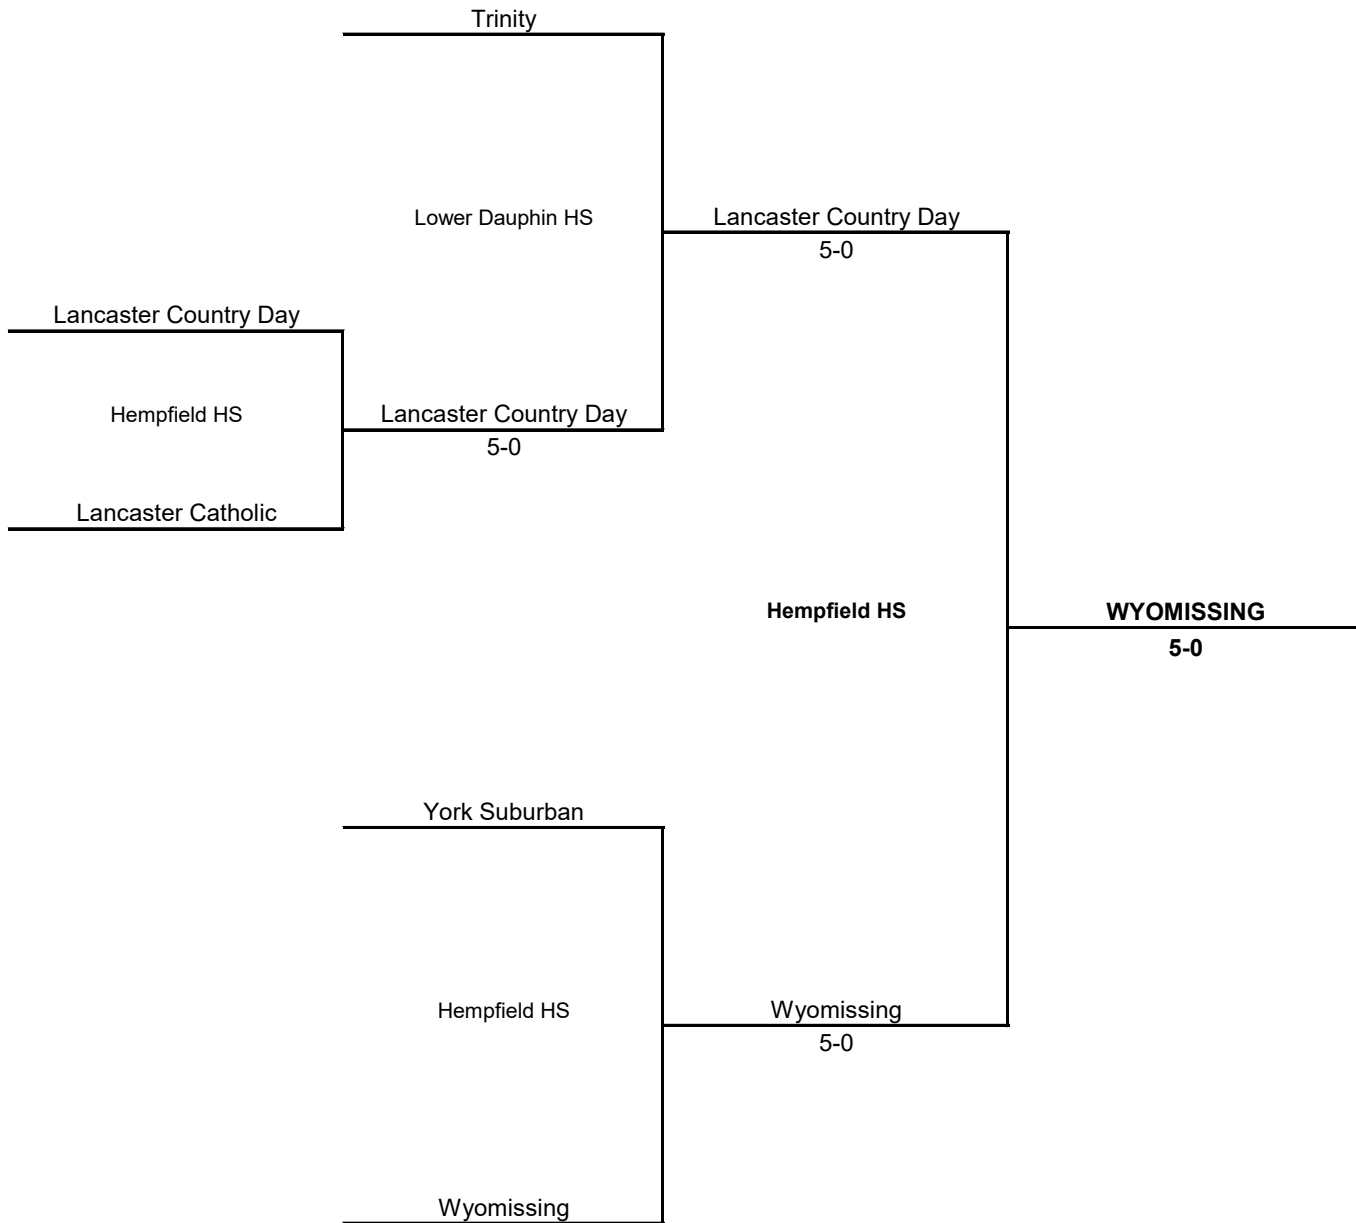 Trinity
Lower Dauphin HS
Lancaster Country Day
5-0
Lancaster Country Day
Hempfield HS
Lancaster Country Day
5-0
Lancaster Catholic
Hempfield HS
WYOMISSING
5-0
York Suburban
Hempfield HS
Wyomissing
5-0
Wyomissing